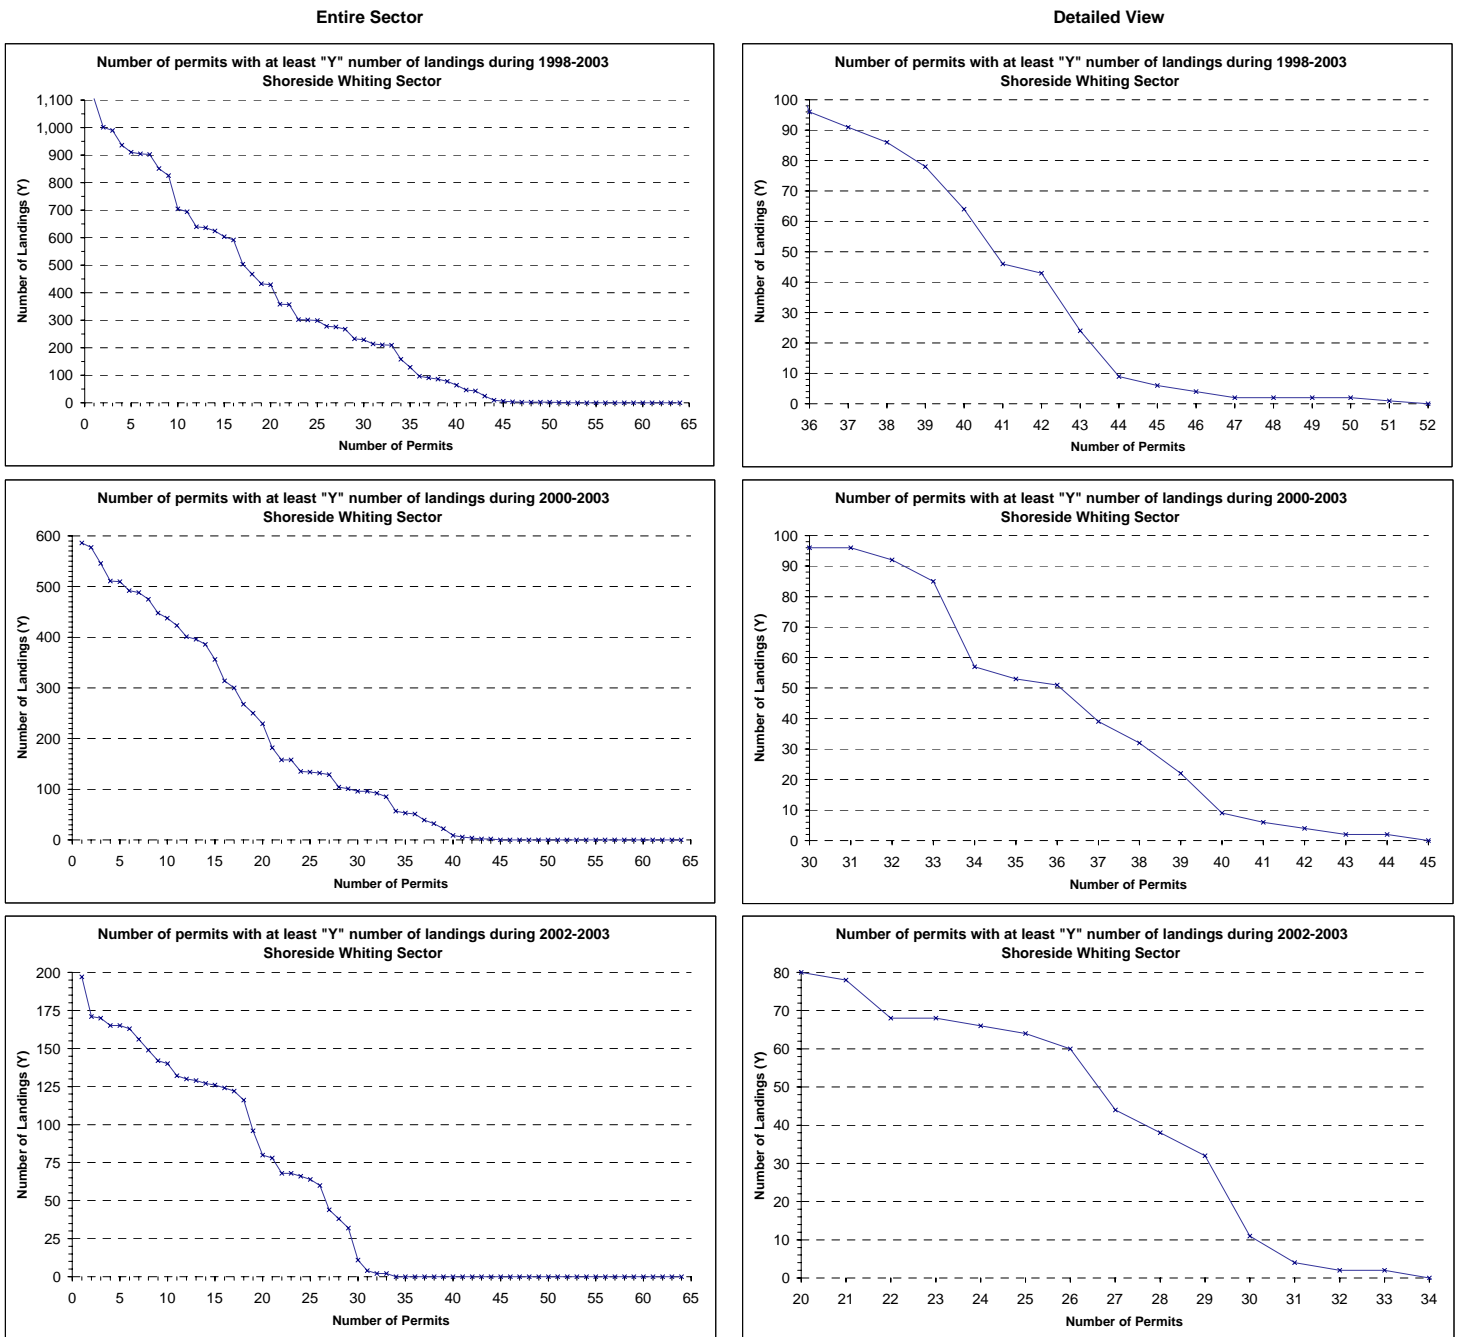 Entire Sector
Detailed View
Number of permits with at least "Y" number of landings during 1998-2003
Shoreside Whiting Sector
Number of Landings (Y)
1,100
1,000
900
800
700
600
500
400
300
200
100
0
0 5 10 15 20 25 30 35 40 45 50 55 60 65
Number of Permits
Number of permits with at least "Y" number of landings during 1998-2003
Shoreside Whiting Sector
Number of Landings (Y)
100
90
80
70
60
50
40
30
20
10
0
36 37 38 39 40 41 42 43 44 45 46 47 48 49 50 51 52
Number of Permits
Number of permits with at least "Y" number of landings during 2000-2003
Shoreside Whiting Sector
Number of Landings (Y)
600
500
400
300
200
100
0
0 5 10 15 20 25 30 35 40 45 50 55 60 65
Number of Permits
Number of permits with at least "Y" number of landings during 2000-2003
Shoreside Whiting Sector
Number of Landings (Y)
100
90
80
70
60
50
40
30
20
10
0
30 31 32 33 34 35 36 37 38 39 40 41 42 43 44 45
Number of Permits
Number of permits with at least "Y" number of landings during 2002-2003
Shoreside Whiting Sector
Number of Landings (Y)
200
175
150
125
100
75
50
25
0
0 5 10 15 20 25 30 35 40 45 50 55 60 65
Number of Permits
Number of permits with at least "Y" number of landings during 2002-2003
Shoreside Whiting Sector
Number of Landings (Y)
80
70
60
50
40
30
20
10
0
20 21 22 23 24 25 26 27 28 29 30 31 32 33 34
Number of Permits